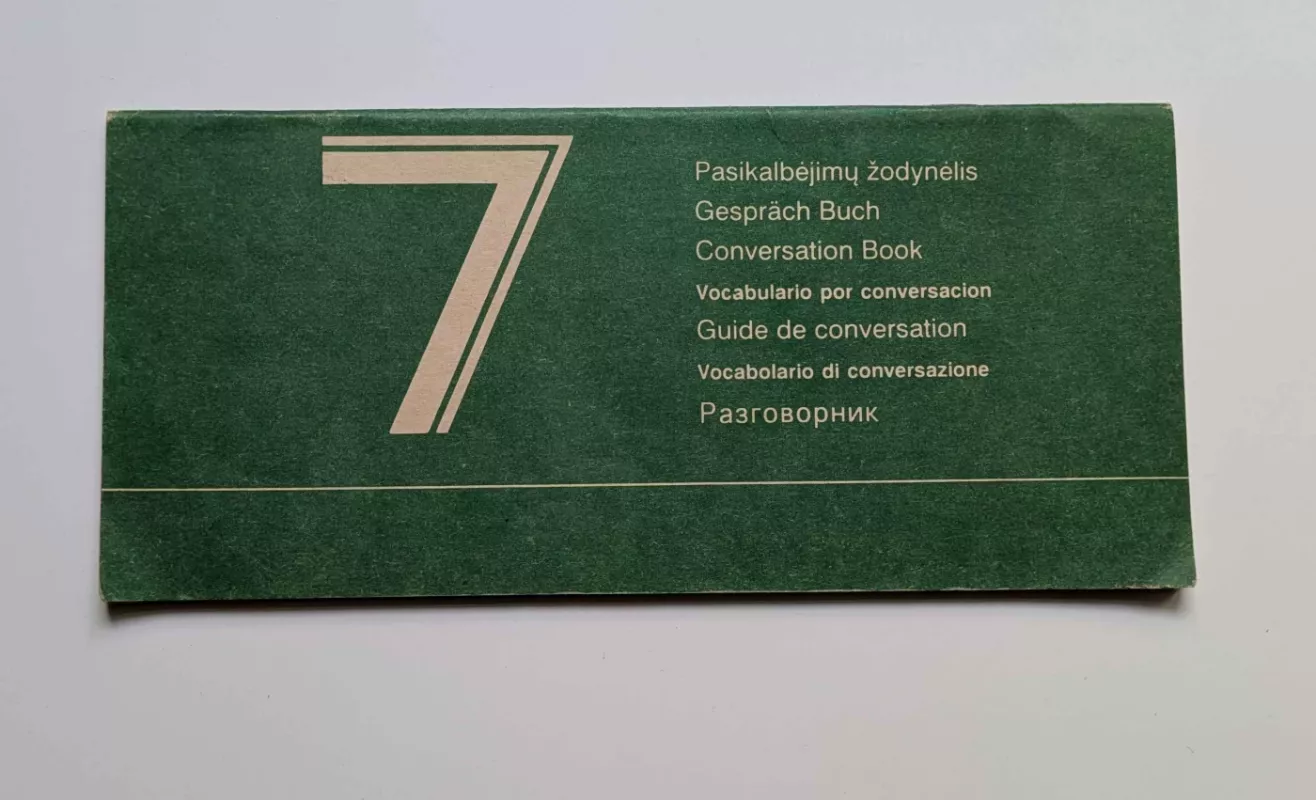 7
Pasikalbėjimų žodynėlis
Gespräch Buch
Conversation Book
Vocabulario por conversacion
Guide de conversation
Vocabolario di conversazione
Разговорник